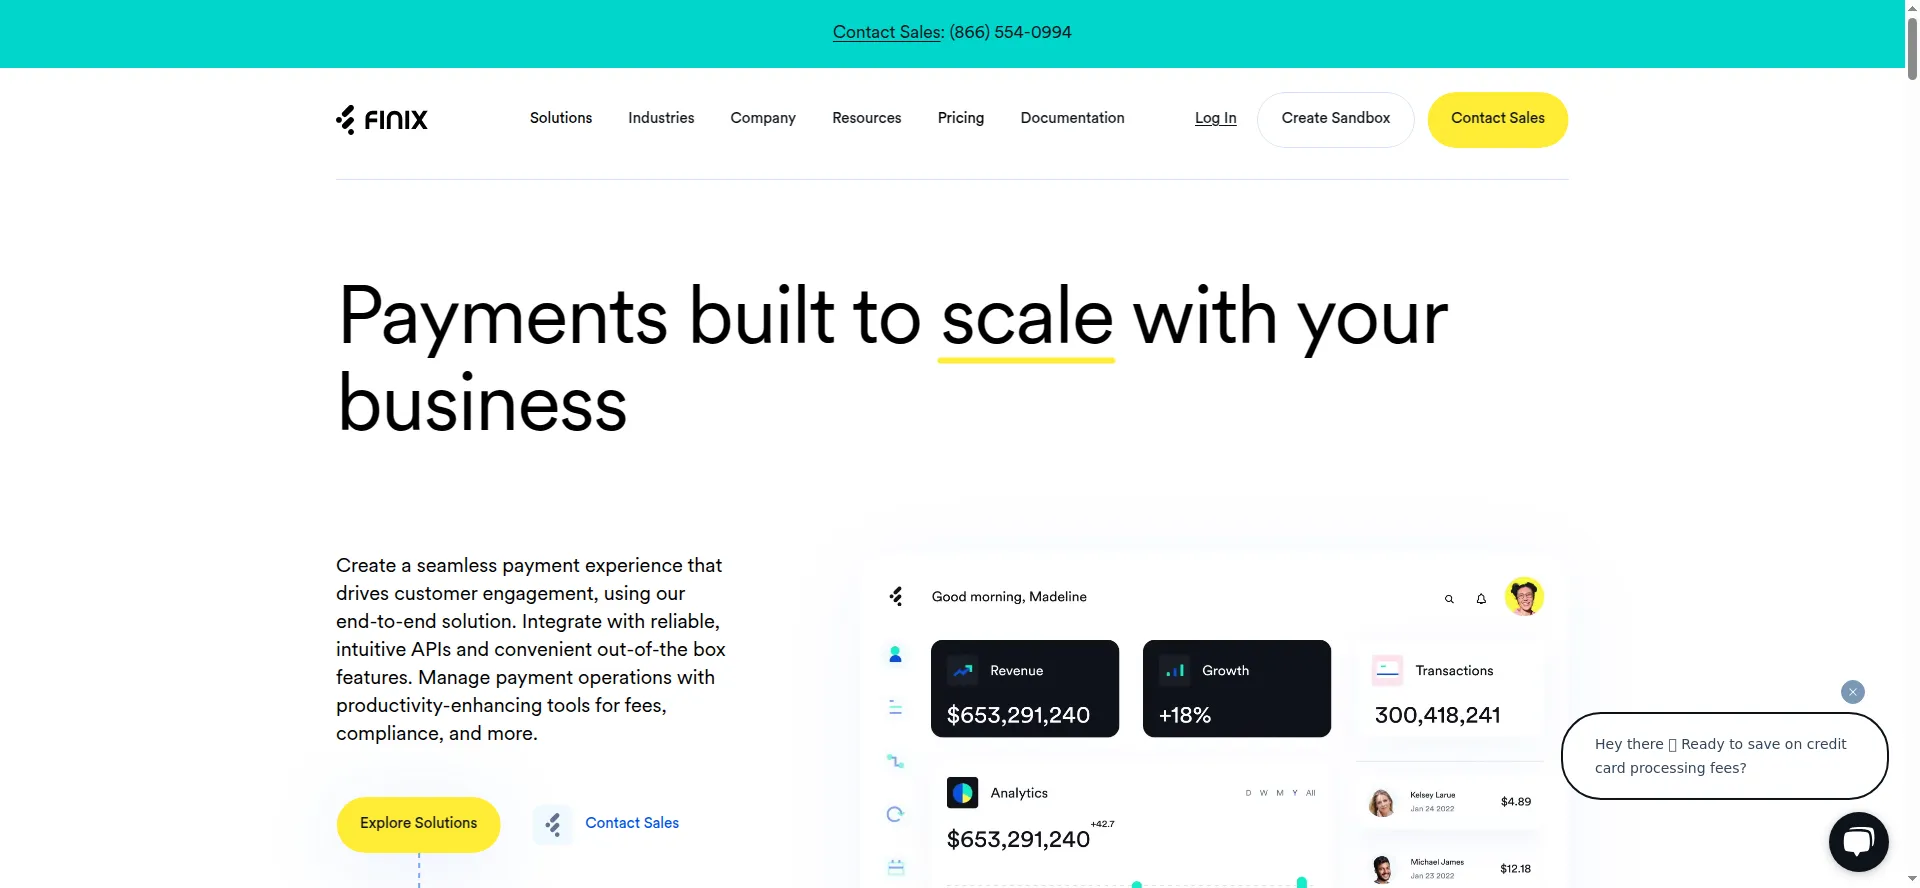 Contact Sales: (866) 554-0994
FINIX
Solutions
Industries
Company
Resources
Pricing
Documentation
Log In
Create Sandbox
Contact Sales
Payments built to scale with your
business
Create a seamless payment experience that
drives customer engagement, using our
end-to-end solution. Integrate with reliable,
intuitive APIs and convenient out-of-the box
features. Manage payment operations with
productivity-enhancing tools for fees,
compliance, and more.
Explore Solutions
Contact Sales
Good morning, Madeline
Revenue
$653,291,240
Growth
+18%
Transactions
300,418,241
Analytics
D W M Y All
$653,291,240
+42.7
Kelsey Larue
Jan 24 2022
$4.89
Michael James
Jan 23 2022
$12.18
Hey there Ready to save on credit
card processing fees?